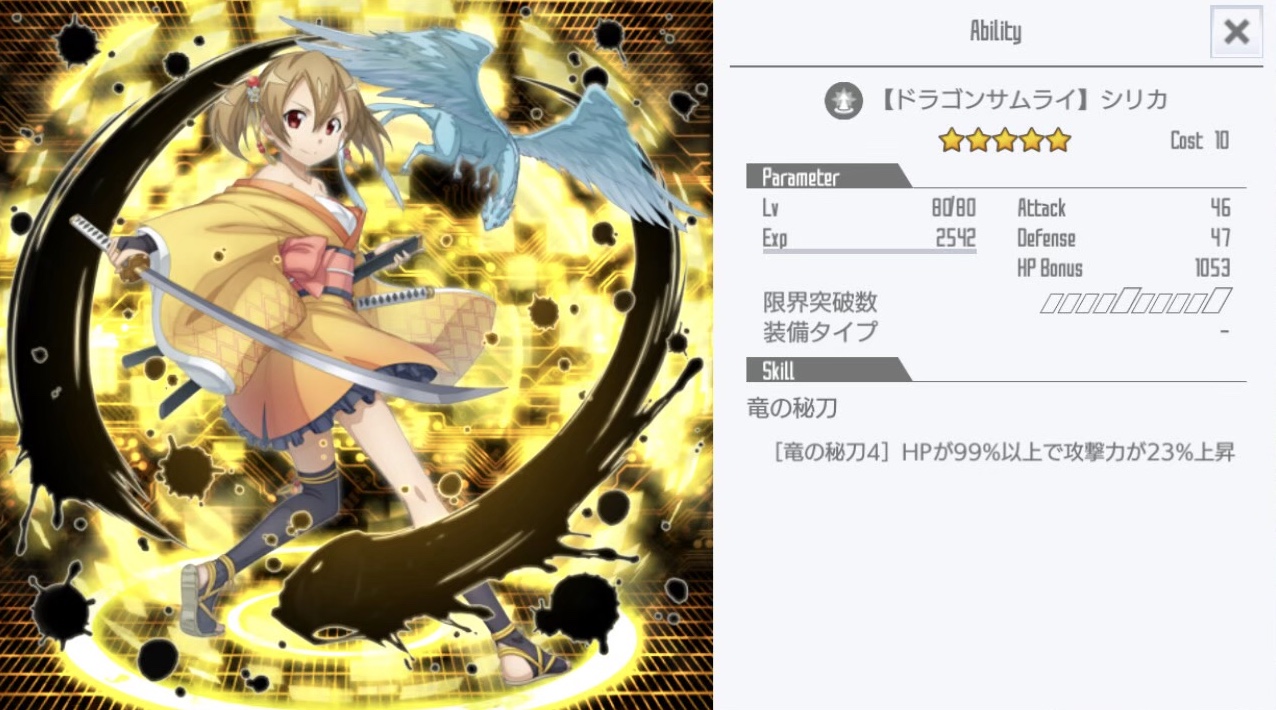 Ability
【ドラゴンサムライ】シリカ
Cost 10
Parameter
Lv 80/80 Attack 46
Exp 2542 Defense 47
HP Bonus 1053
限界突破数
装備タイプ -
Skill
竜の秘刀
[竜の秘刀4] HPが99%以上で攻撃力が23%上昇